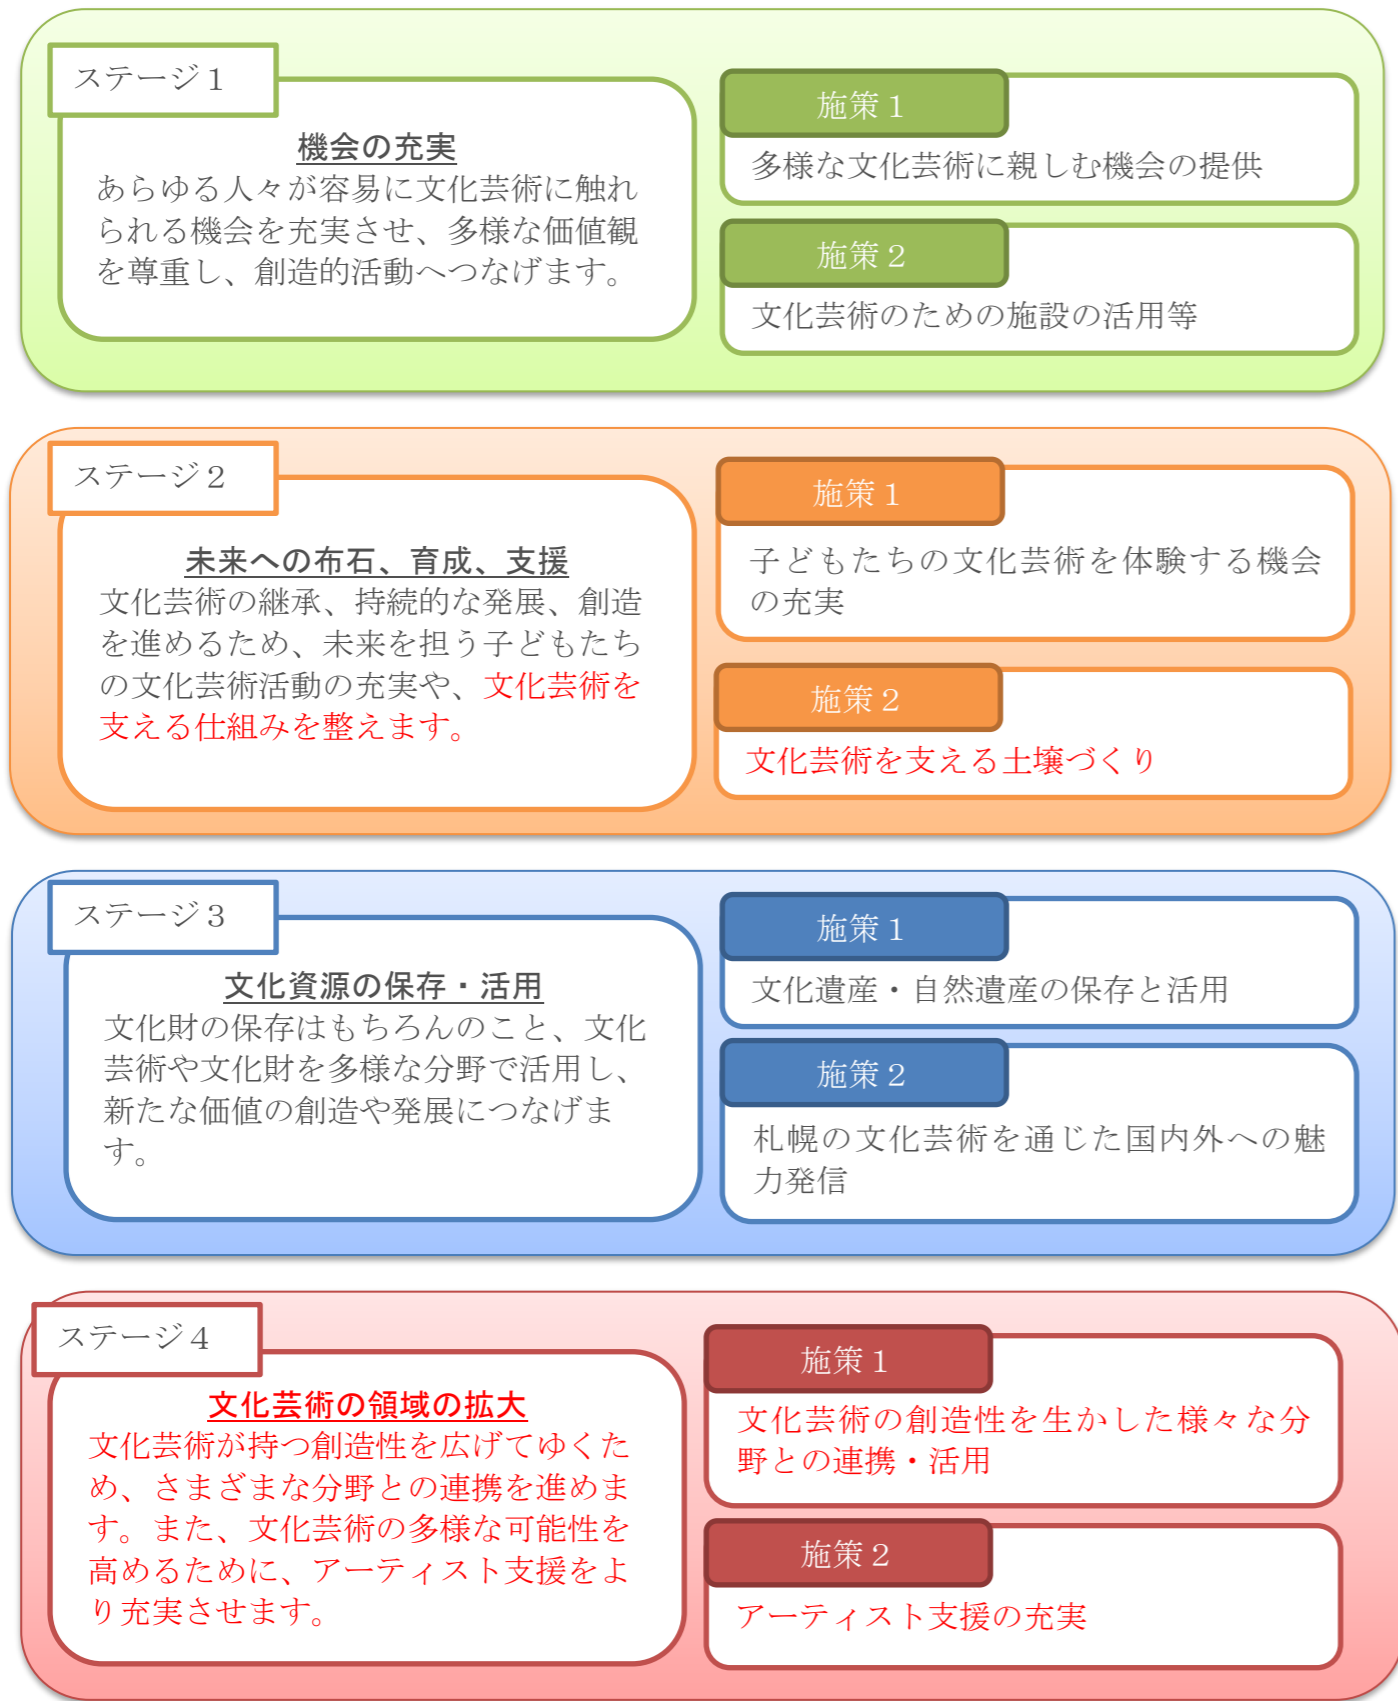 ステージ１
機会の充実
あらゆる人々が容易に文化芸術に触れ
られる機会を充実させ、多様な価値観
を尊重し、創造的活動へつなげます。
施策１
多様な文化芸術に親しむ機会の提供
施策２
文化芸術のための施設の活用等
ステージ２
未来への布石、育成、支援
文化芸術の継承、持続的な発展、創造
を進めるため、未来を担う子どもたち
の文化芸術活動の充実や、文化芸術を
支える仕組みを整えます。
施策１
子どもたちの文化芸術を体験する機会
の充実
施策２
文化芸術を支える土壌づくり
ステージ３
文化資源の保存・活用
文化財の保存はもちろんのこと、文化
芸術や文化財を多様な分野で活用し、
新たな価値の創造や発展につなげま
す。
施策１
文化遺産・自然遺産の保存と活用
施策２
札幌の文化芸術を通じた国内外への魅
力発信
ステージ４
文化芸術の領域の拡大
文化芸術が持つ創造性を広げてゆくた
め、さまざまな分野との連携を進めま
す。また、文化芸術の多様な可能性を
高めるために、アーティスト支援をよ
り充実させます。
施策１
文化芸術の創造性を生かした様々な分
野との連携・活用
施策２
アーティスト支援の充実